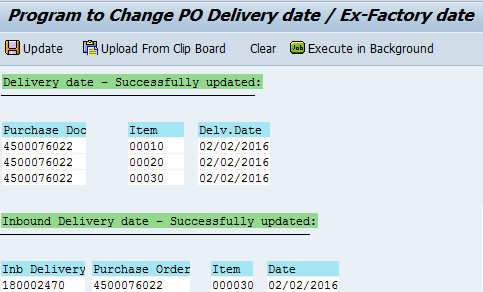 Program to Change PO Delivery date / Ex-Factory date
Update Upload From Clip Board Clear Job Execute in Background
Delivery date - Successfully updated:
Purchase Doc Item Delv.Date
4500076022 00010 02/02/2016
4500076022 00020 02/02/2016
4500076022 00030 02/02/2016
Inbound Delivery date - Successfully updated:
Inb Delivery Purchase Order Item Date
180002470 4500076022 000030 02/02/2016